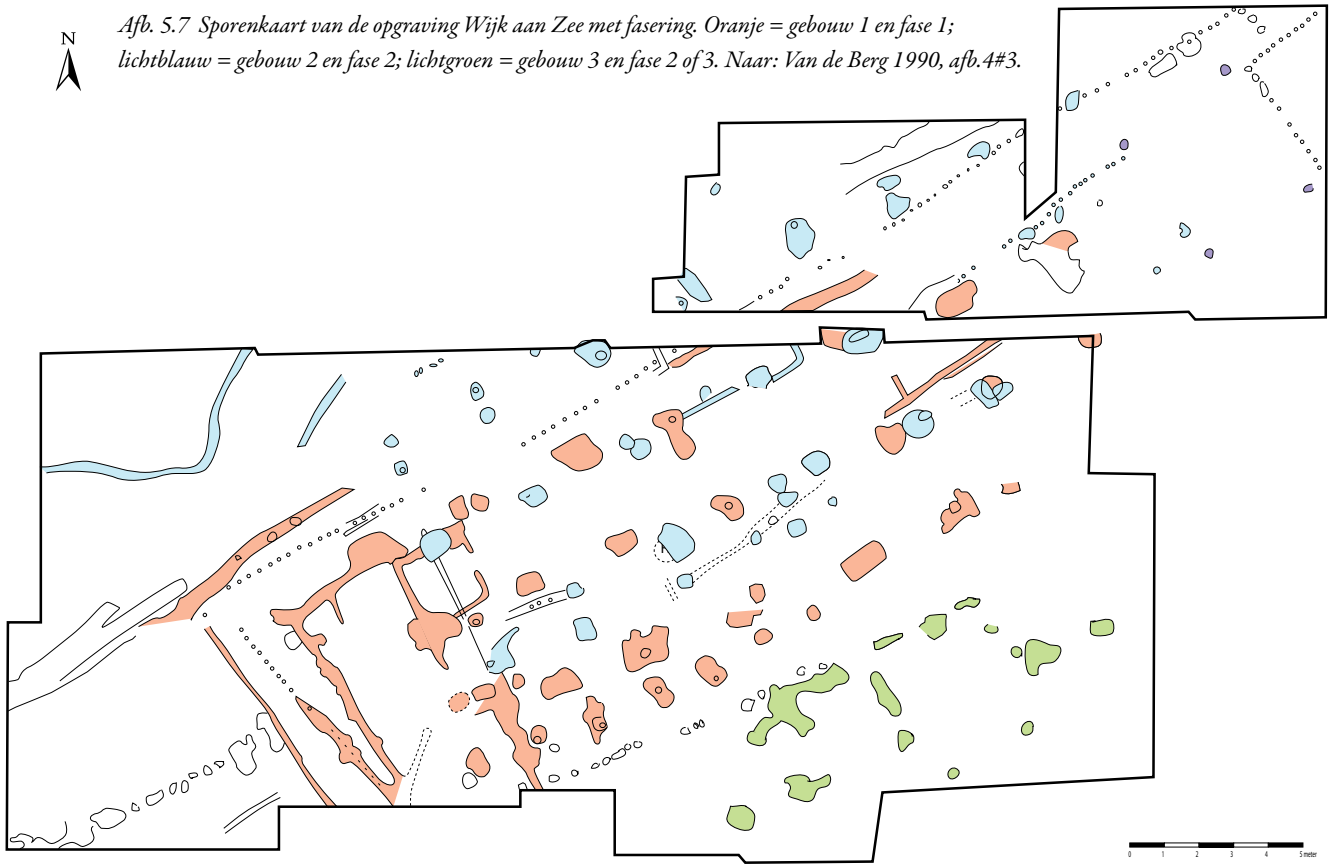 N
Afb. 5.7 Sporenkaart van de opgraving Wijk aan Zee met fasering. Oranje = gebouw 1 en fase 1;
lichtblauw = gebouw 2 en fase 2; lichtgroen = gebouw 3 en fase 2 of 3. Naar: Van de Berg 1990, afb.4#3.
0 1 2 3 4 5 meter